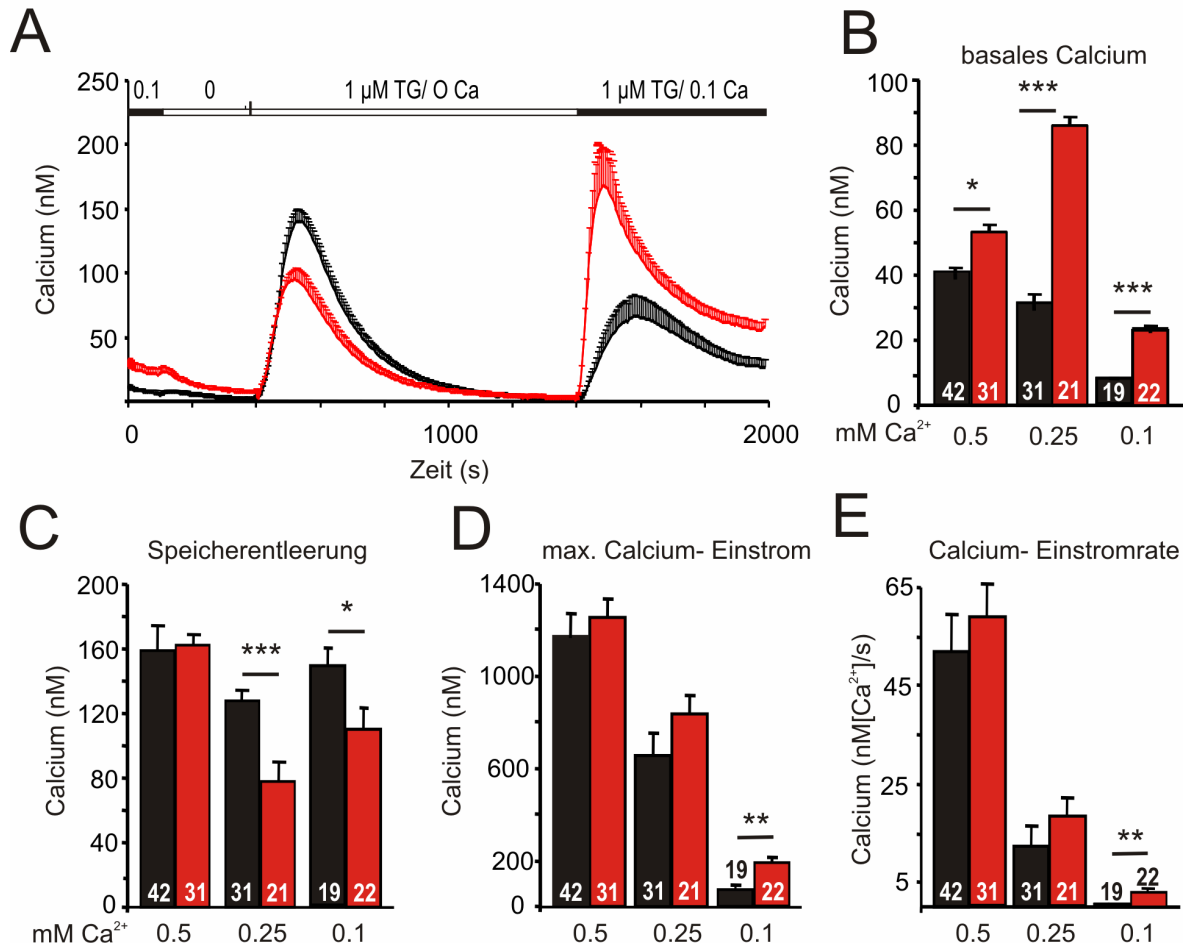 A
250
200
150
100
50
Calcium (nM)
0.1 0 1 µM TG/ O Ca 1 µM TG/ 0.1 Ca
0 1000 2000
Zeit (s)
B
basales Calcium
100
80
60
40
20
0
Calcium (nM)
* *** ***
42 31 31 21 19 22
mM Ca²⁺ 0.5 0.25 0.1
C
Speicherentleerung
200
160
120
80
40
0
Calcium (nM)
*** *
42 31 31 21 19 22
mM Ca²⁺ 0.5 0.25 0.1
D
max. Calcium- Einstrom
1400
1000
600
200
0
Calcium (nM)
**
42 31 31 21 19 22
0.5 0.25 0.1
E
Calcium- Einstromrate
65
45
25
5
Calcium (nM[Ca²⁺]/s)
**
42 31 31 21 19 22
0.5 0.25 0.1